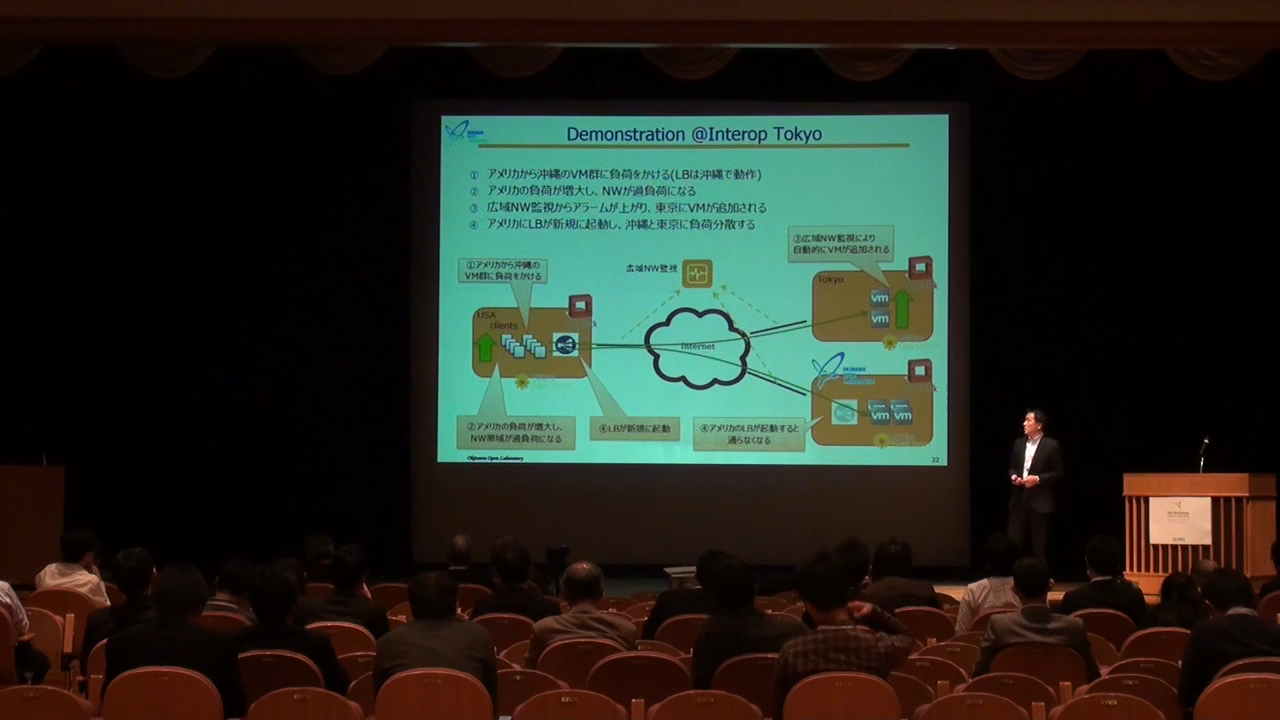 Demonstration @Interop Tokyo
① アメリカから沖縄のVM群に負荷をかける(LBは沖縄で動作)
② アメリカの負荷が増大し、NWが過負荷になる
③ 広域NW監視からアラームが上がり、東京にVMが追加される
④ アメリカにLBが新規に起動し、沖縄と東京に負荷分散する
③広域NW監視により
自動的にVMが追加される
①アメリカから沖縄の
VM群に負荷をかける
広域NW監視
Tokyo
vm
vm
USA
clients
Internet
OKINAWA
vm
vm
②アメリカの負荷が増大し、
NW帯域が過負荷になる
④LBが新規に起動
④アメリカのLBが起動すると
通らなくなる
Okinawa Open Laboratory
22